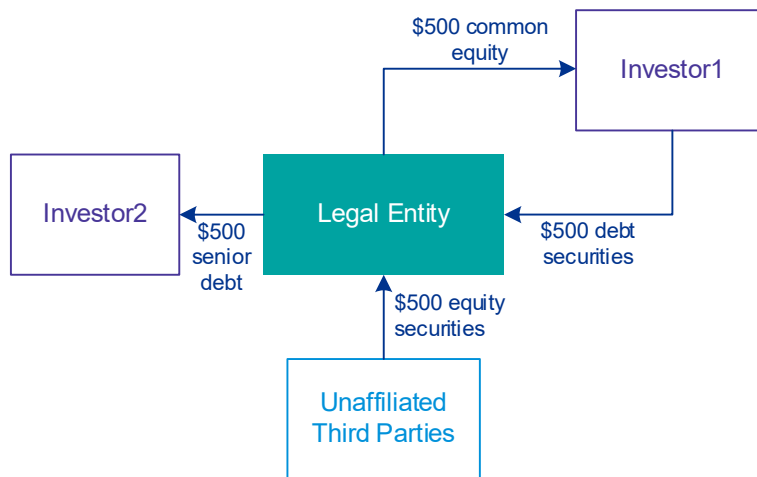 $500 common
equity
Investor1
Investor2
Legal Entity
$500
senior
debt
$500 debt
securities
$500 equity
securities
Unaffiliated
Third Parties